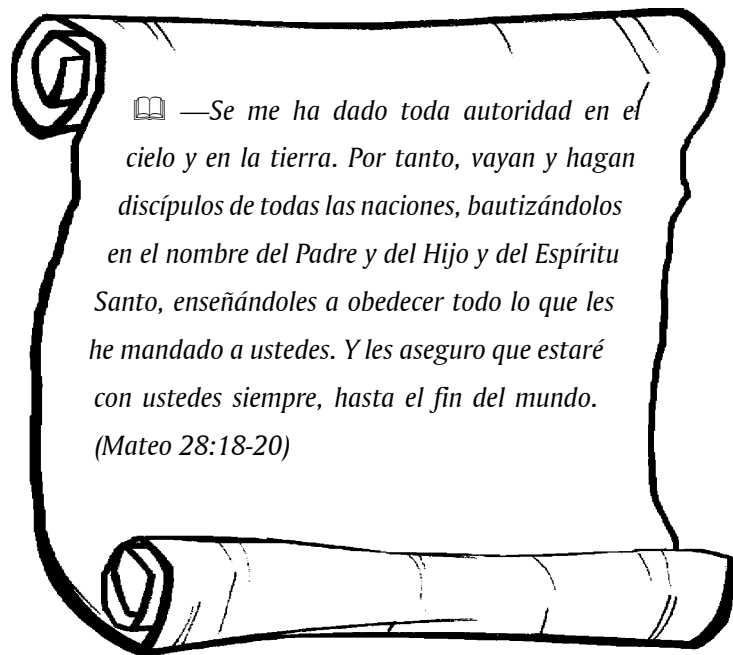 —Se me ha dado toda autoridad en el
cielo y en la tierra. Por tanto, vayan y hagan
discípulos de todas las naciones, bautizándolos
en el nombre del Padre y del Hijo y del Espíritu
Santo, enseñándoles a obedecer todo lo que les
he mandado a ustedes. Y les aseguro que estaré
con ustedes siempre, hasta el fin del mundo.
(Mateo 28:18-20)